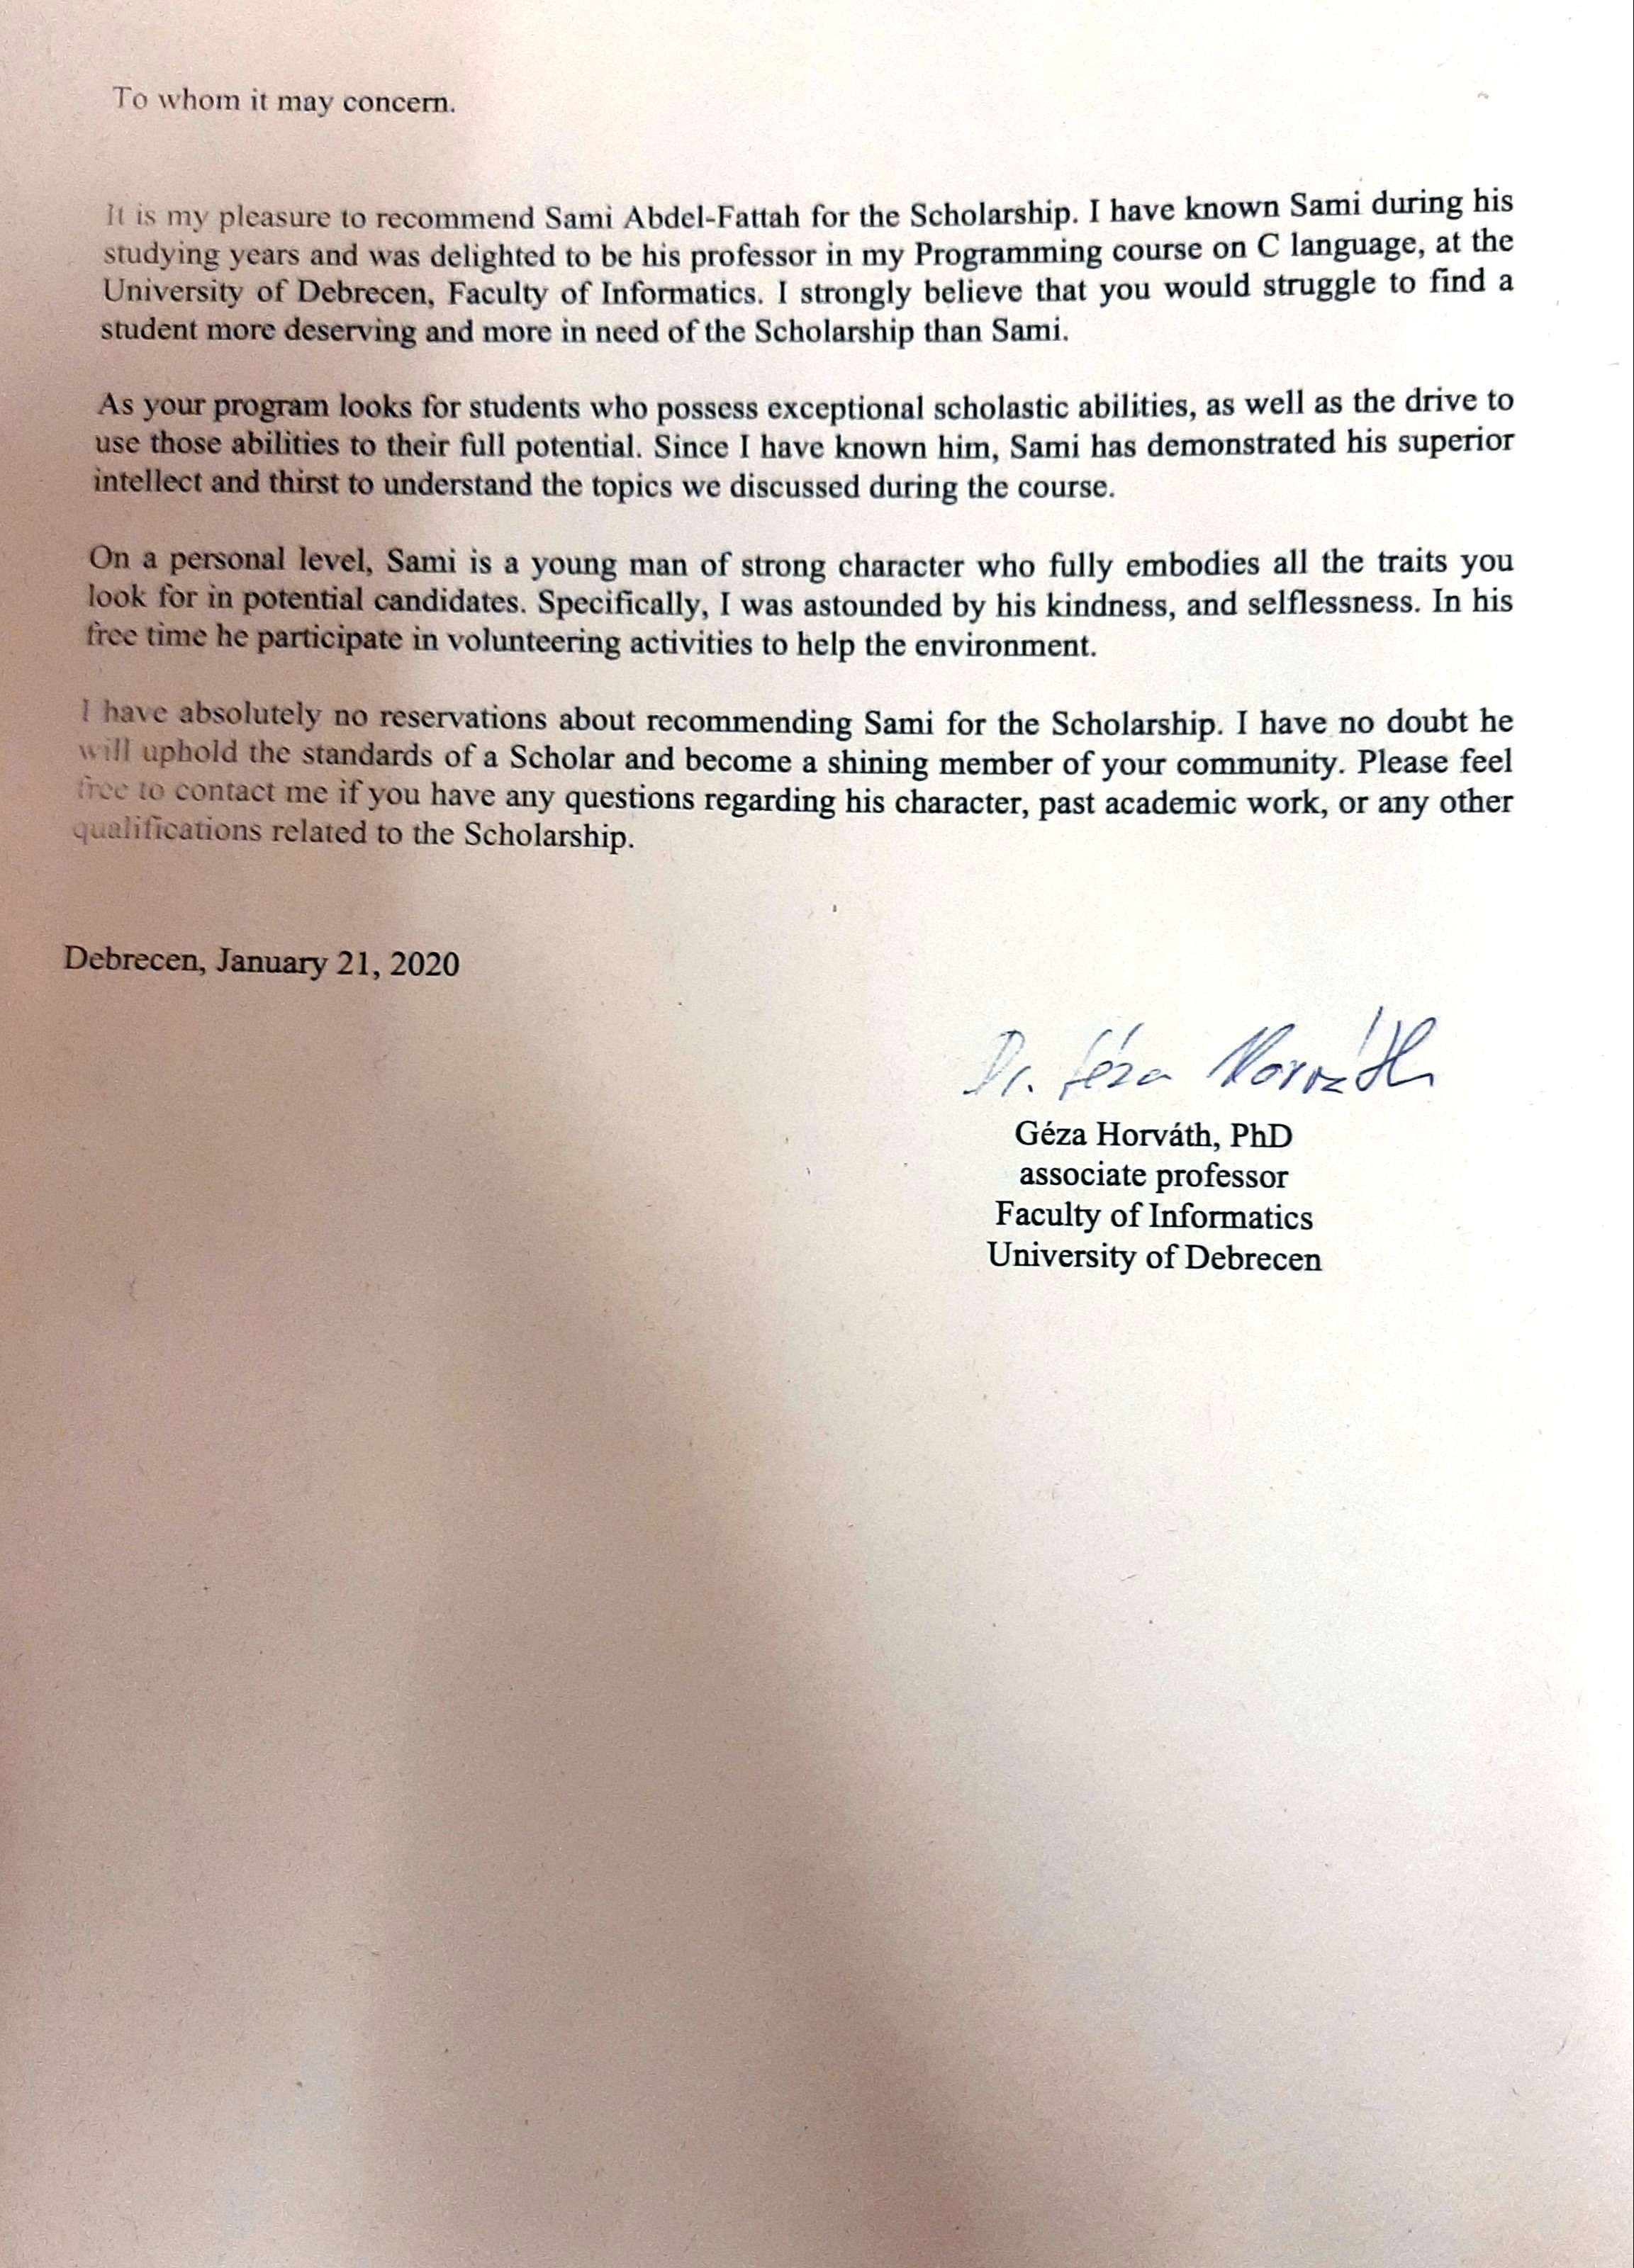 To whom it may concern.
It is my pleasure to recommend Sami Abdel-Fattah for the Scholarship. I have known Sami during his
studying years and was delighted to be his professor in my Programming course on C language, at the
University of Debrecen, Faculty of Informatics. I strongly believe that you would struggle to find a
student more deserving and more in need of the Scholarship than Sami.
As your program looks for students who possess exceptional scholastic abilities, as well as the drive to
use those abilities to their full potential. Since I have known him, Sami has demonstrated his superior
intellect and thirst to understand the topics we discussed during the course.
On a personal level, Sami is a young man of strong character who fully embodies all the traits you
look for in potential candidates. Specifically, I was astounded by his kindness, and selflessness. In his
free time he participate in volunteering activities to help the environment.
I have absolutely no reservations about recommending Sami for the Scholarship. I have no doubt he
will uphold the standards of a Scholar and become a shining member of your community. Please feel
free to contact me if you have any questions regarding his character, past academic work, or any other
qualifications related to the Scholarship.
Debrecen, January 21, 2020
Dr. Géza Horváth
Géza Horváth, PhD
associate professor
Faculty of Informatics
University of Debrecen